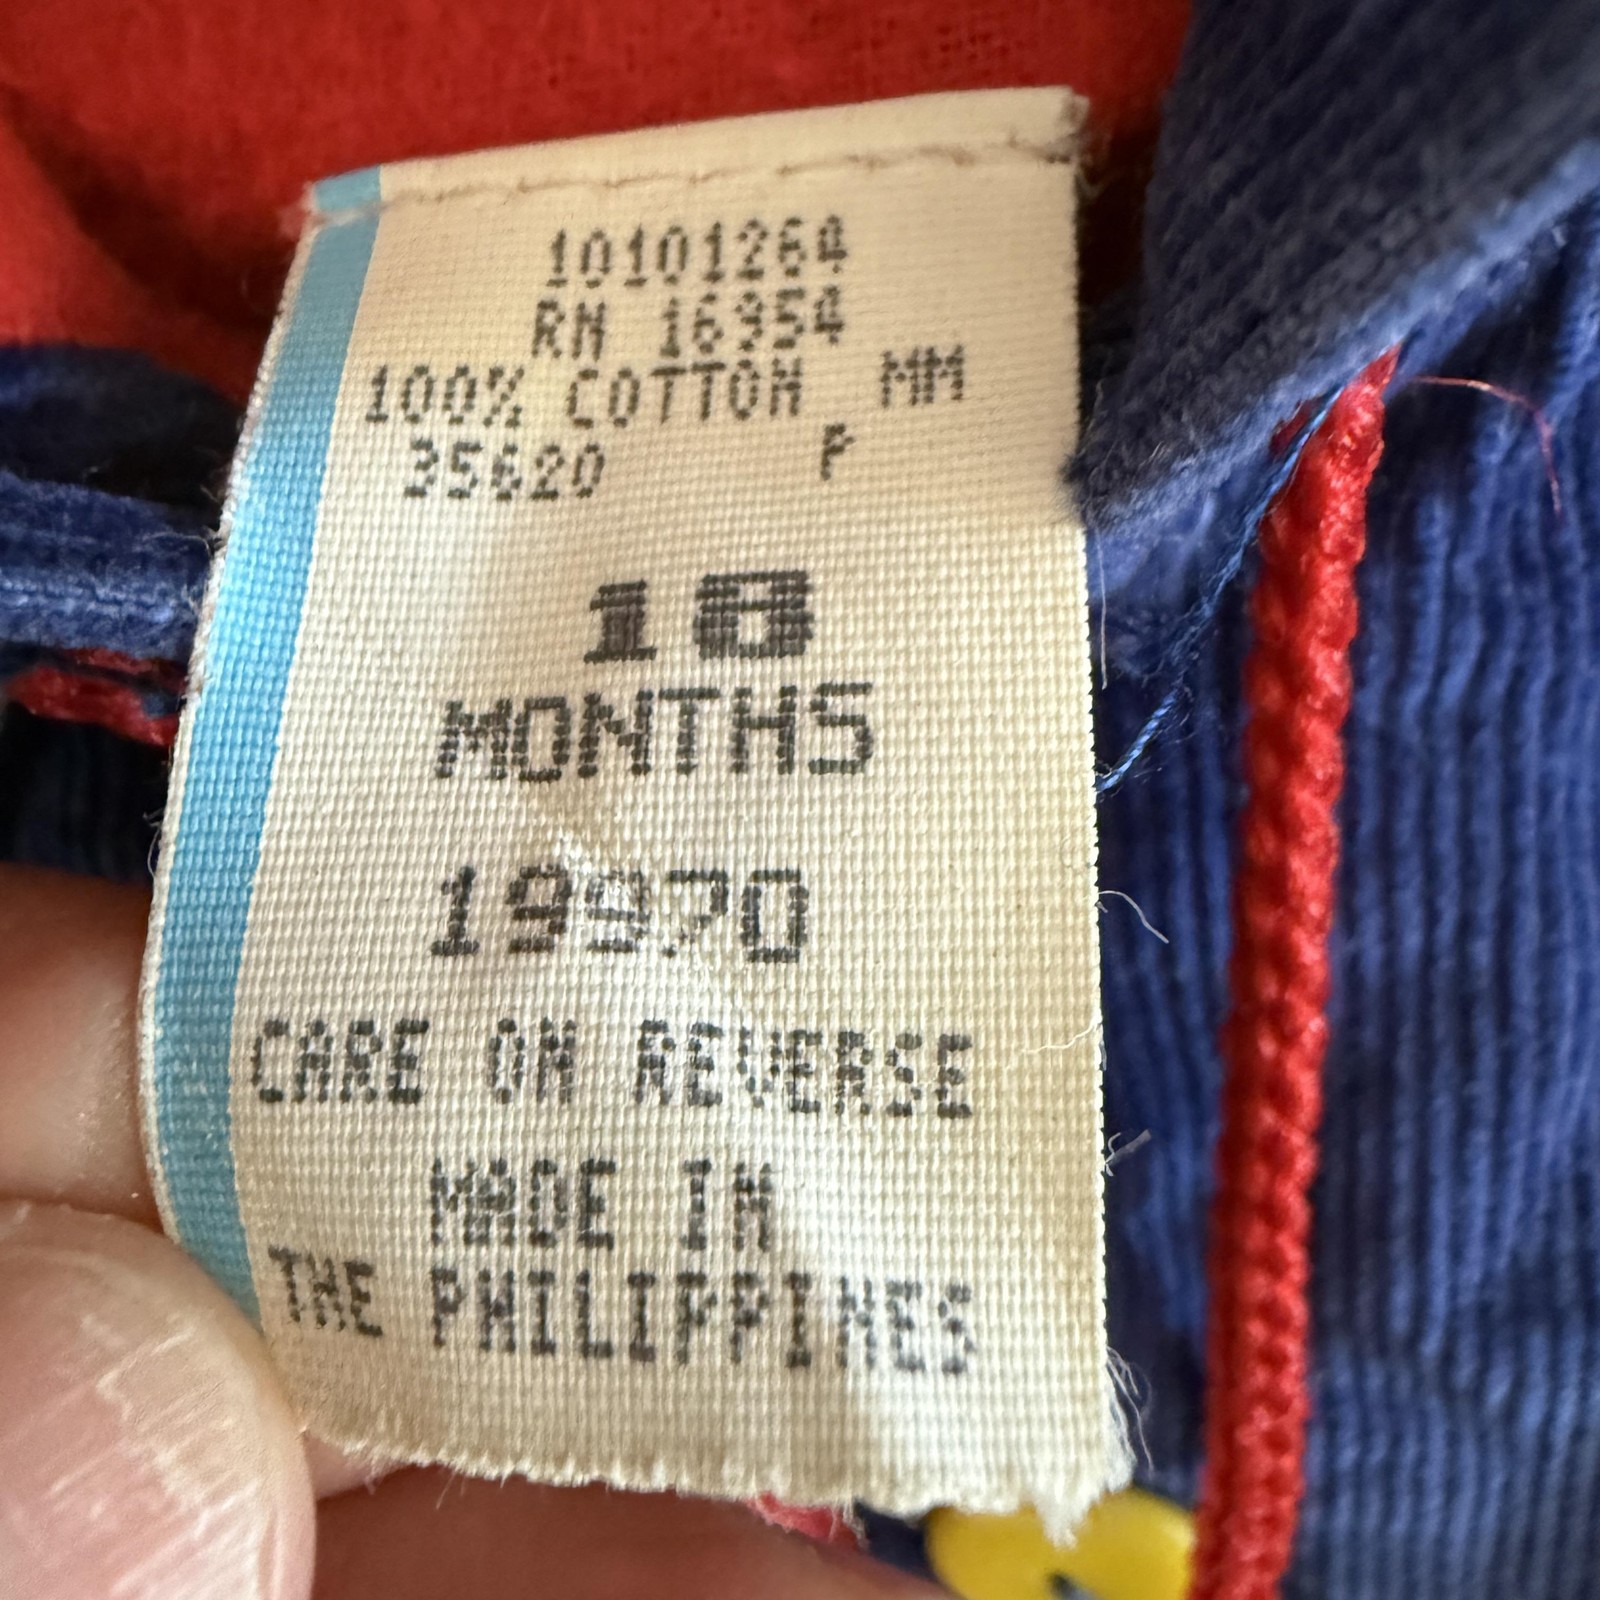 10101264
RN 16954
100% COTTON MM
35620 P
18
MONTHS
19970
CARE ON REVERSE
MADE IN
THE PHILIPPINES